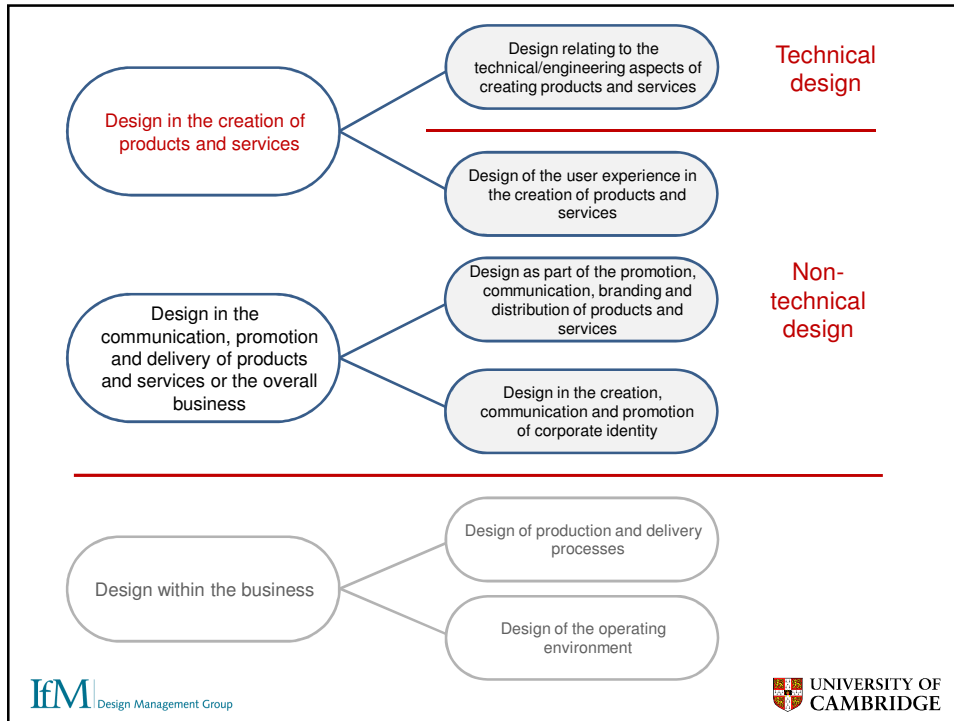 Design relating to the
technical/engineering aspects of
creating products and services
Technical
design
Design in the creation of
products and services
Design of the user experience in
the creation of products and
services
Design as part of the promotion,
communication, branding and
distribution of products and
services
Non-
technical
design
Design in the
communication, promotion
and delivery of products
and services or the overall
business
Design in the creation,
communication and promotion
of corporate identity
Design of production and delivery
processes
Design within the business
Design of the operating
environment
IfM Design Management Group
UNIVERSITY OF
CAMBRIDGE